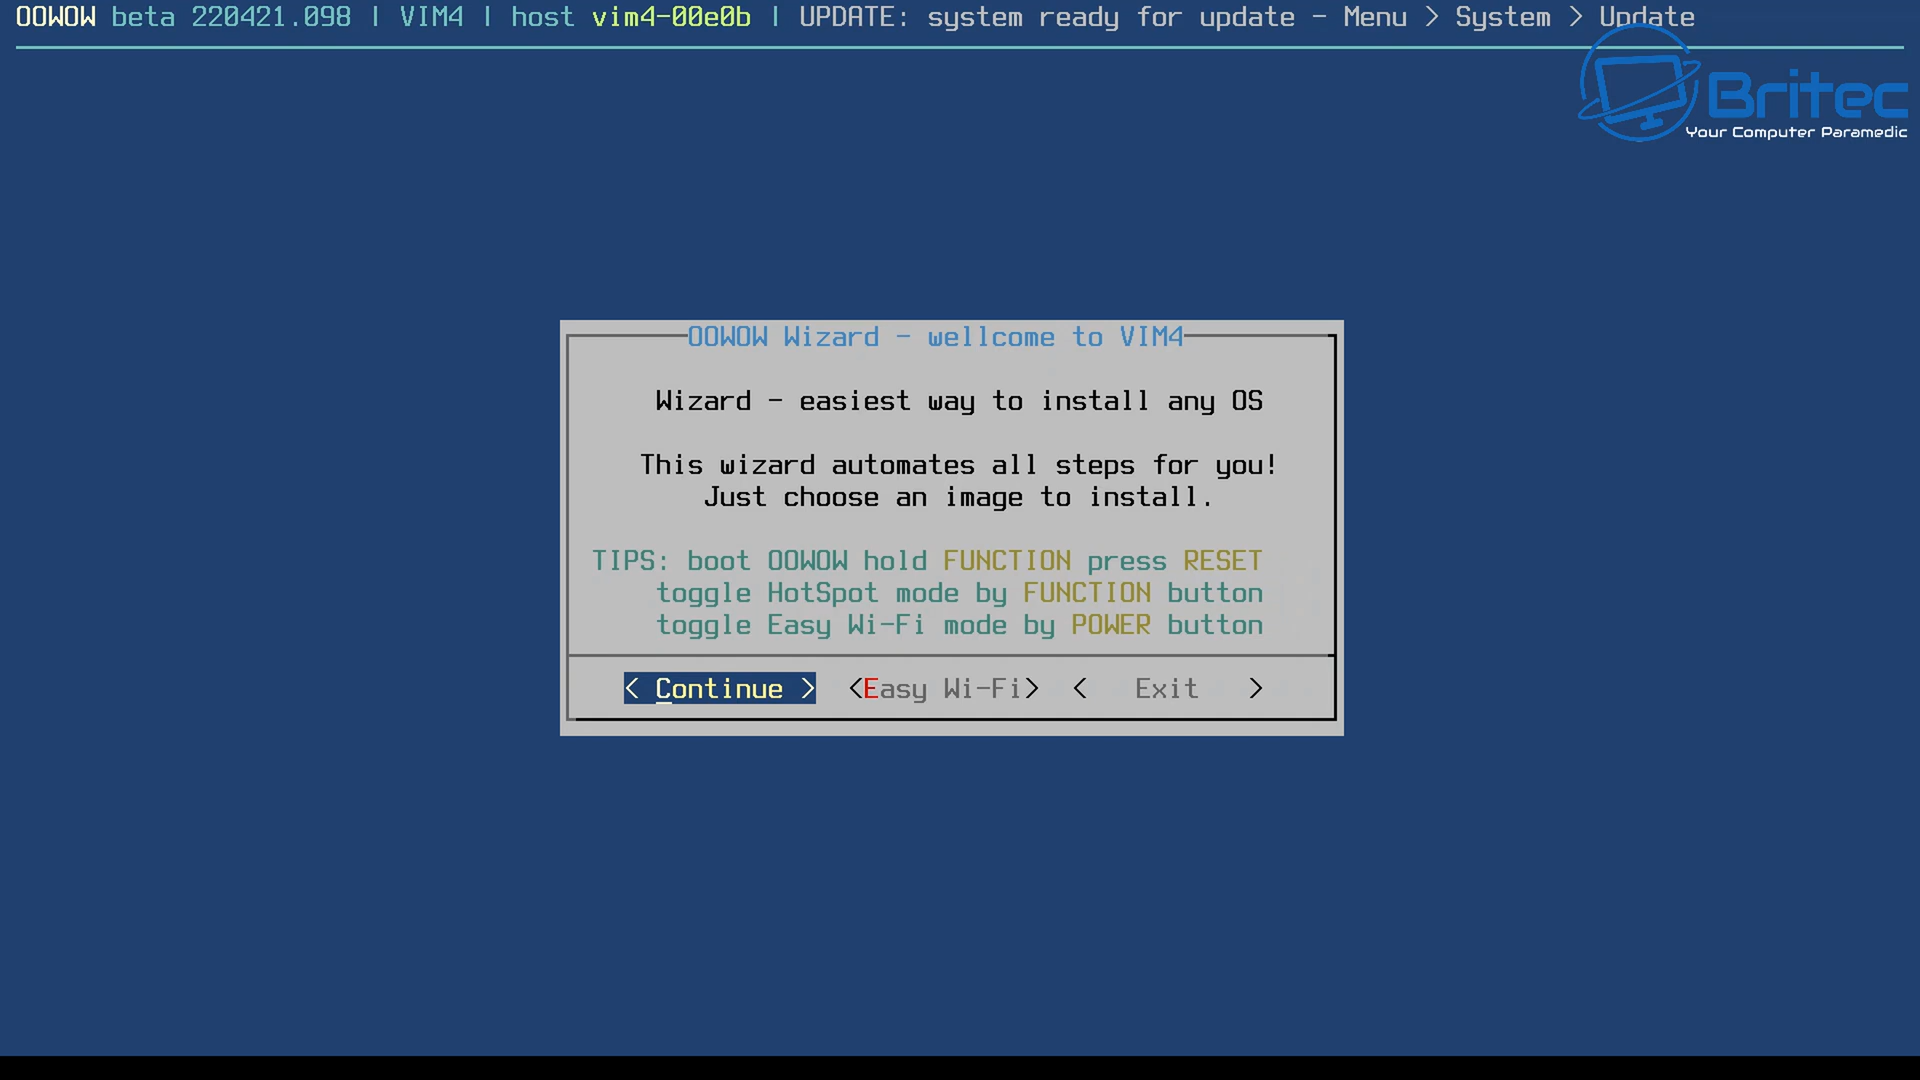 OOWOW beta 220421.098 | VIM4 | host vim4-00e0b | UPDATE: system ready for update - Menu > System > Update
Britec
Your Computer Paramedic
OOWOW Wizard - wellcome to VIM4
Wizard - easiest way to install any OS
This wizard automates all steps for you!
Just choose an image to install.
TIPS: boot OOWOW hold FUNCTION press RESET
toggle HotSpot mode by FUNCTION button
toggle Easy Wi-Fi mode by POWER button
< Continue > <Easy Wi-Fi> < Exit >